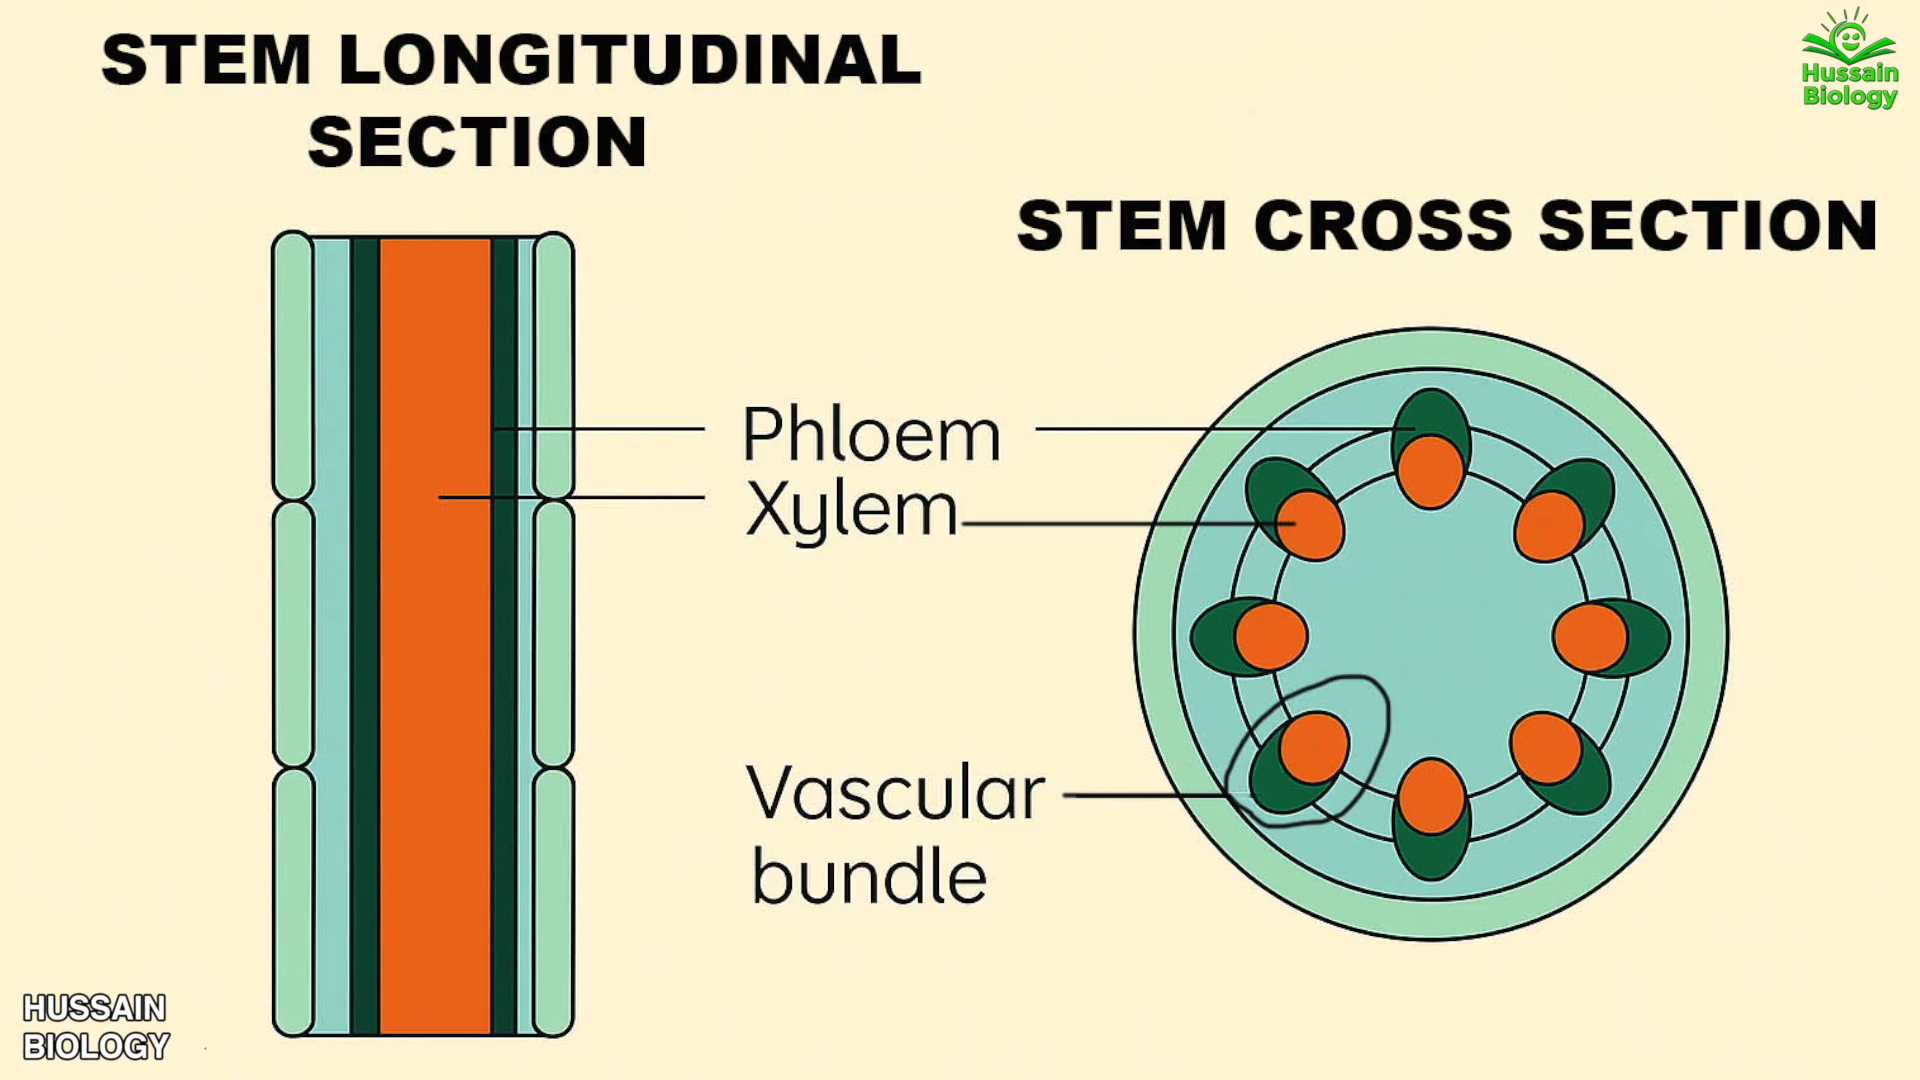 STEM LONGITUDINAL
SECTION
Hussain
Biology
STEM CROSS SECTION
Phloem
Xylem
Vascular
bundle
HUSSAIN
BIOLOGY